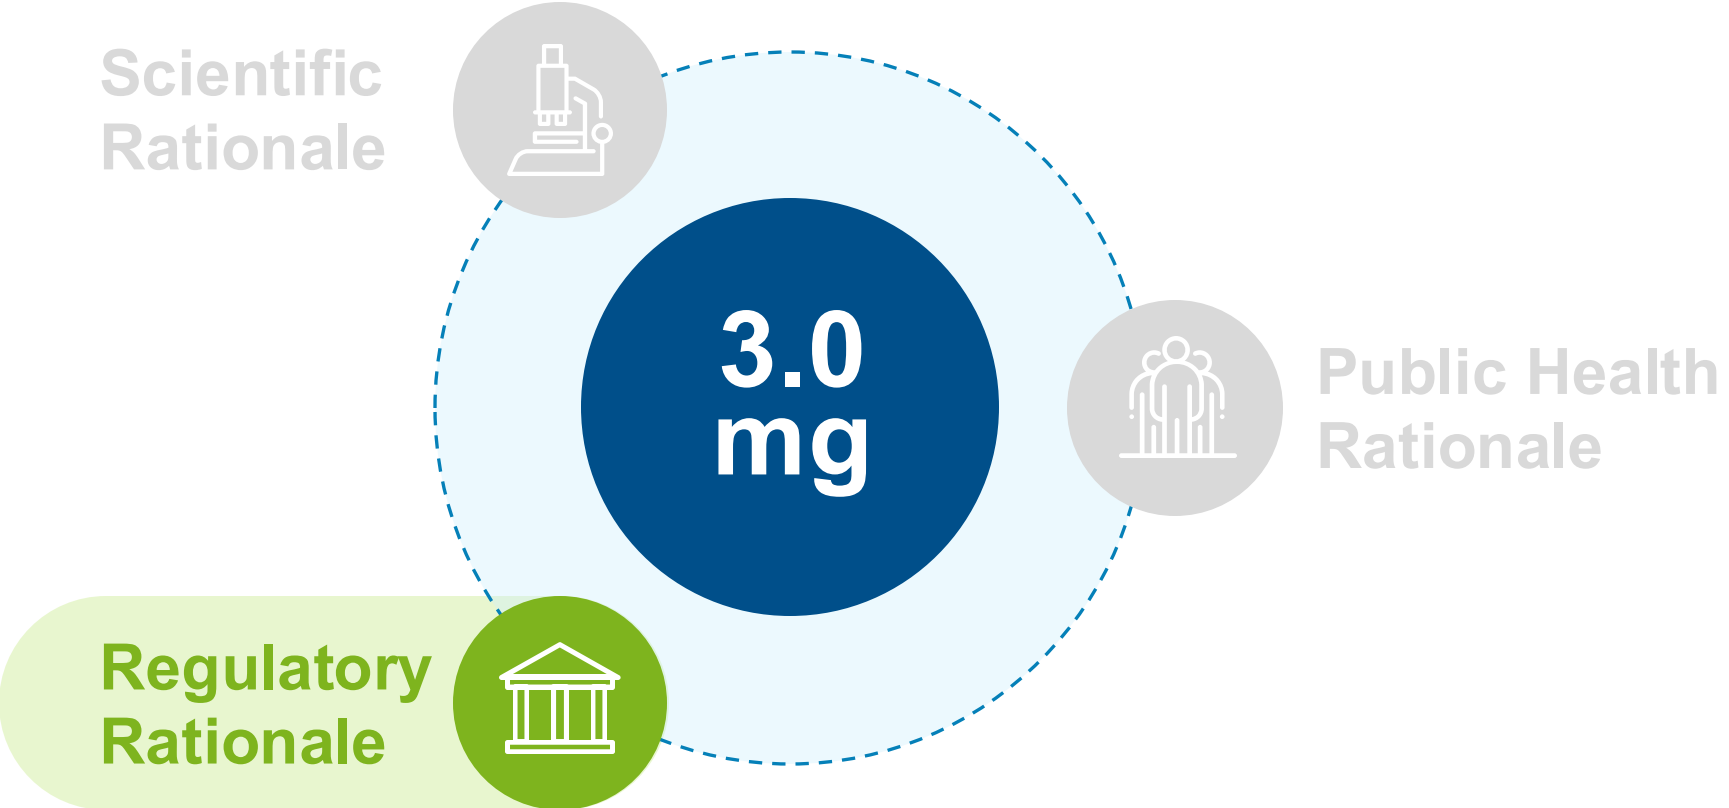 Scientific
Rationale
3.0
mg
Public Health
Rationale
Regulatory
Rationale